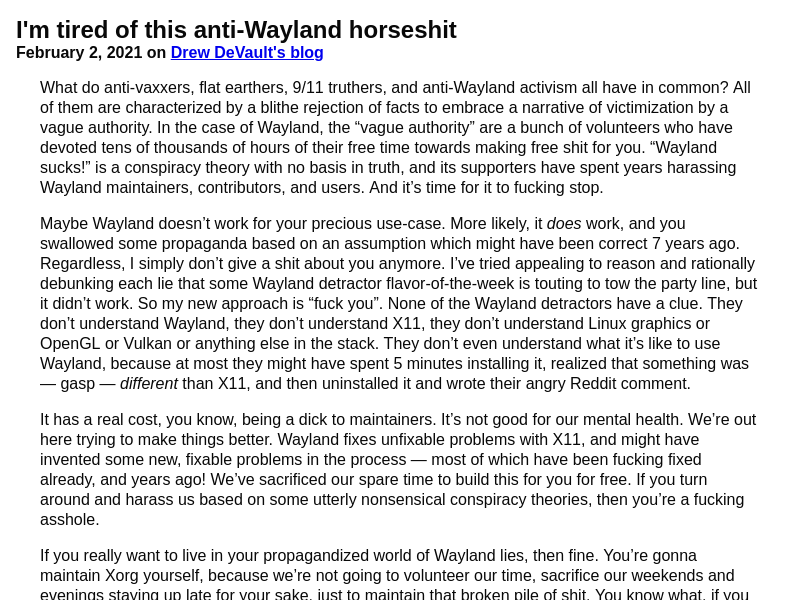 I'm tired of this anti-Wayland horseshit
February 2, 2021 on Drew DeVault's blog
What do anti-vaxxers, flat earthers, 9/11 truthers, and anti-Wayland activism all have in common? All
of them are characterized by a blithe rejection of facts to embrace a narrative of victimization by a
vague authority. In the case of Wayland, the “vague authority” are a bunch of volunteers who have
devoted tens of thousands of hours of their free time towards making free shit for you. “Wayland
sucks!” is a conspiracy theory with no basis in truth, and its supporters have spent years harassing
Wayland maintainers, contributors, and users. And it’s time for it to fucking stop.
Maybe Wayland doesn’t work for your precious use-case. More likely, it does work, and you
swallowed some propaganda based on an assumption which might have been correct 7 years ago.
Regardless, I simply don’t give a shit about you anymore. I’ve tried appealing to reason and rationally
debunking each lie that some Wayland detractor flavor-of-the-week is touting to tow the party line, but
it didn’t work. So my new approach is “fuck you”. None of the Wayland detractors have a clue. They
don’t understand Wayland, they don’t understand X11, they don’t understand Linux graphics or
OpenGL or Vulkan or anything else in the stack. They don’t even understand what it’s like to use
Wayland, because at most they might have spent 5 minutes installing it, realized that something was
— gasp — different than X11, and then uninstalled it and wrote their angry Reddit comment.
It has a real cost, you know, being a dick to maintainers. It’s not good for our mental health. We’re out
here trying to make things better. Wayland fixes unfixable problems with X11, and might have
invented some new, fixable problems in the process — most of which have been fucking fixed
already, and years ago! We’ve sacrificed our spare time to build this for you for free. If you turn
around and harass us based on some utterly nonsensical conspiracy theories, then you’re a fucking
asshole.
If you really want to live in your propagandized world of Wayland lies, then fine. You’re gonna
maintain Xorg yourself, because we’re not going to volunteer our time, sacrifice our weekends and
evenings staying up late for your sake, just to maintain that broken pile of shit. You know what, if you